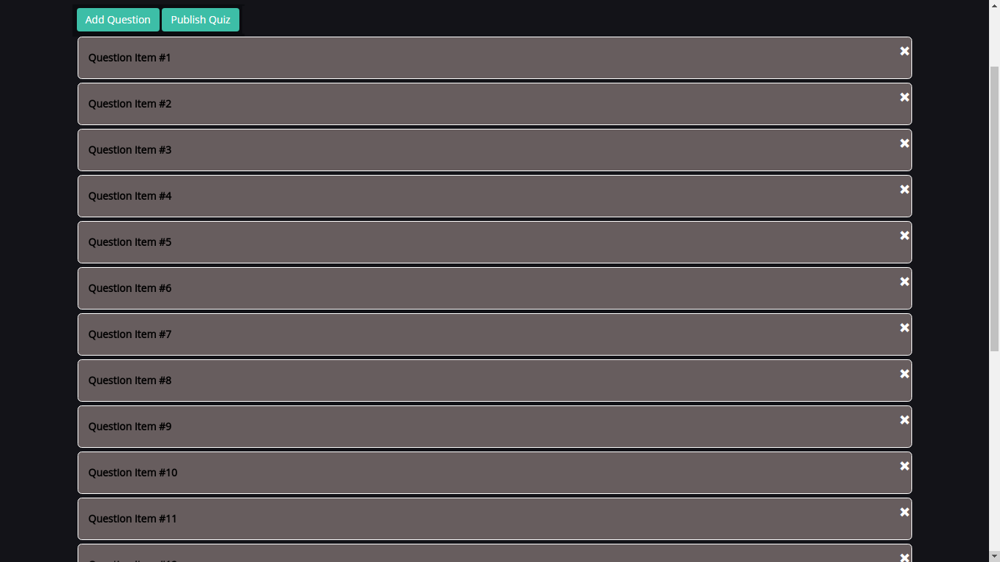 Add Question Publish Quiz
Question Item #1
Question Item #2
Question Item #3
Question Item #4
Question Item #5
Question Item #6
Question Item #7
Question Item #8
Question Item #9
Question Item #10
Question Item #11